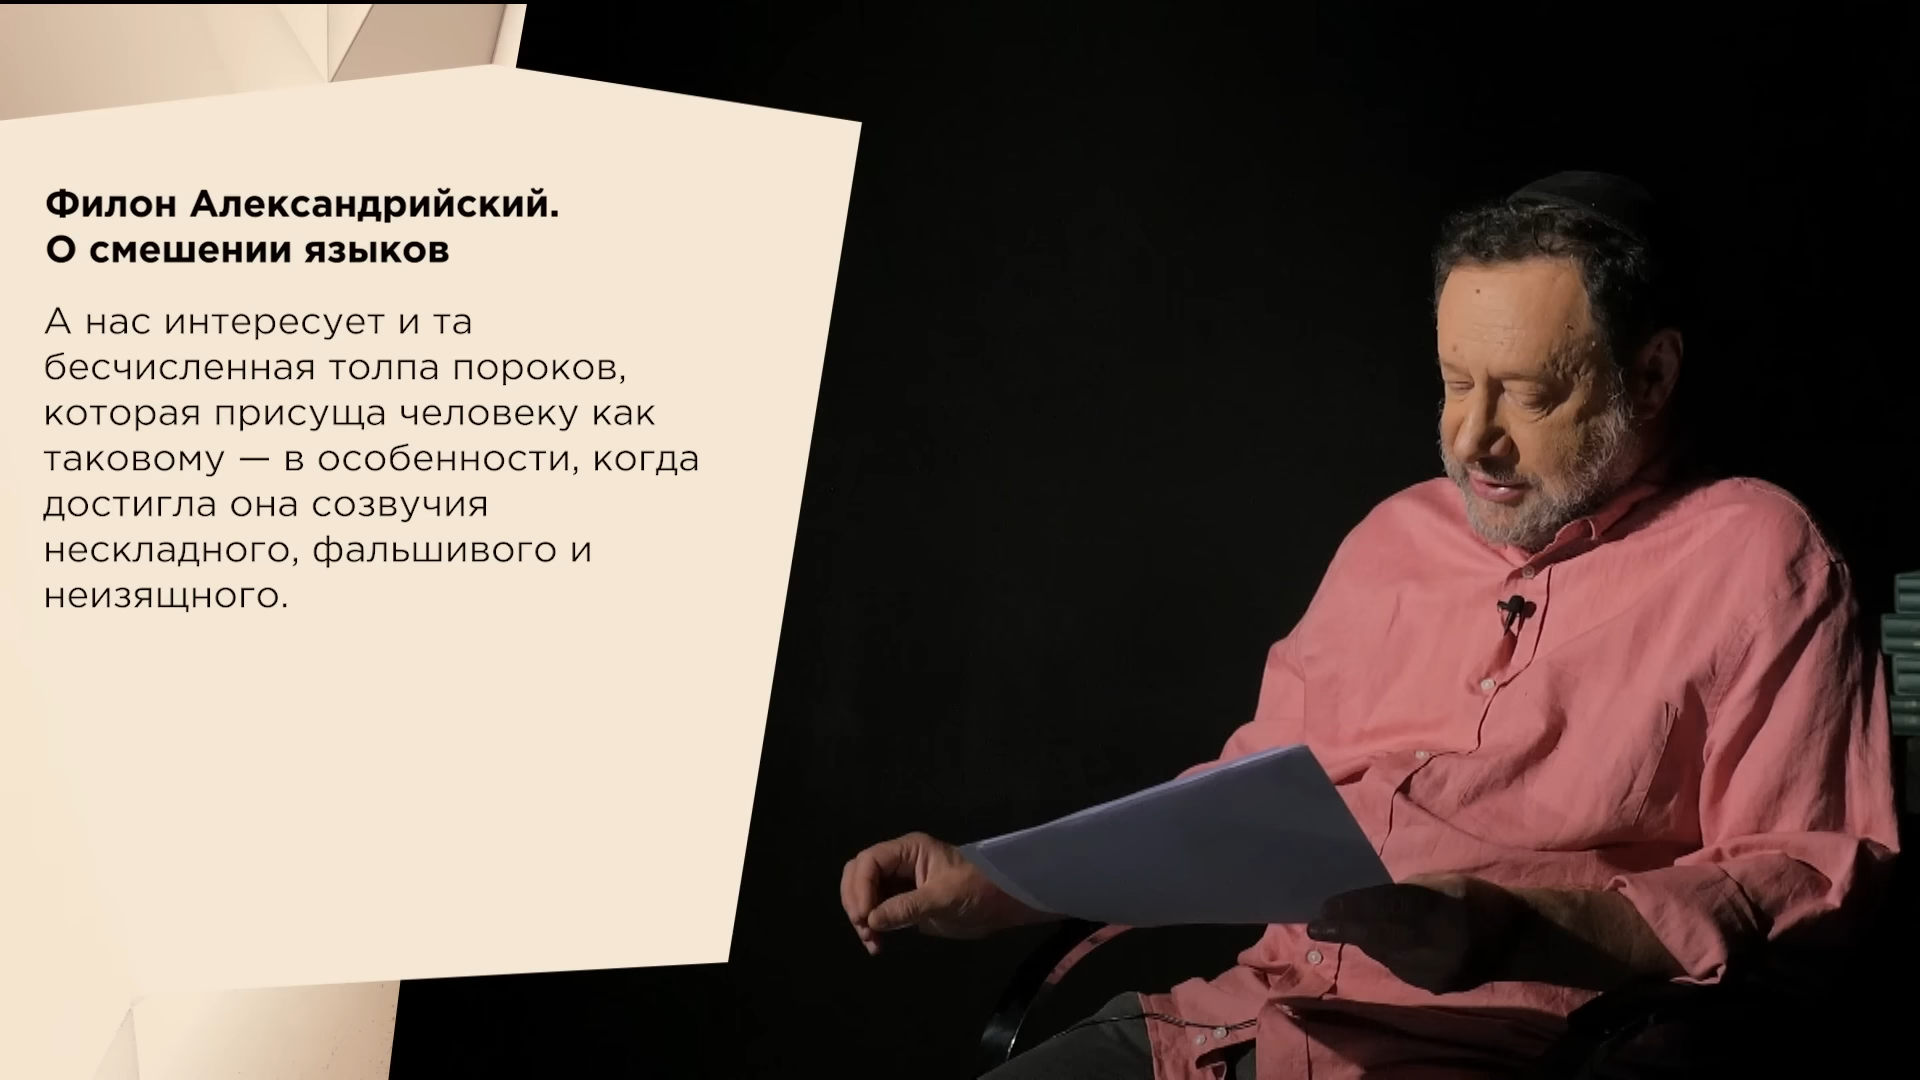 Филон Александрийский.
О смешении языков
А нас интересует и та
бесчисленная толпа пороков,
которая присуща человеку как
таковому — в особенности, когда
достигла она созвучия
нескладного, фальшивого и
неизящного.